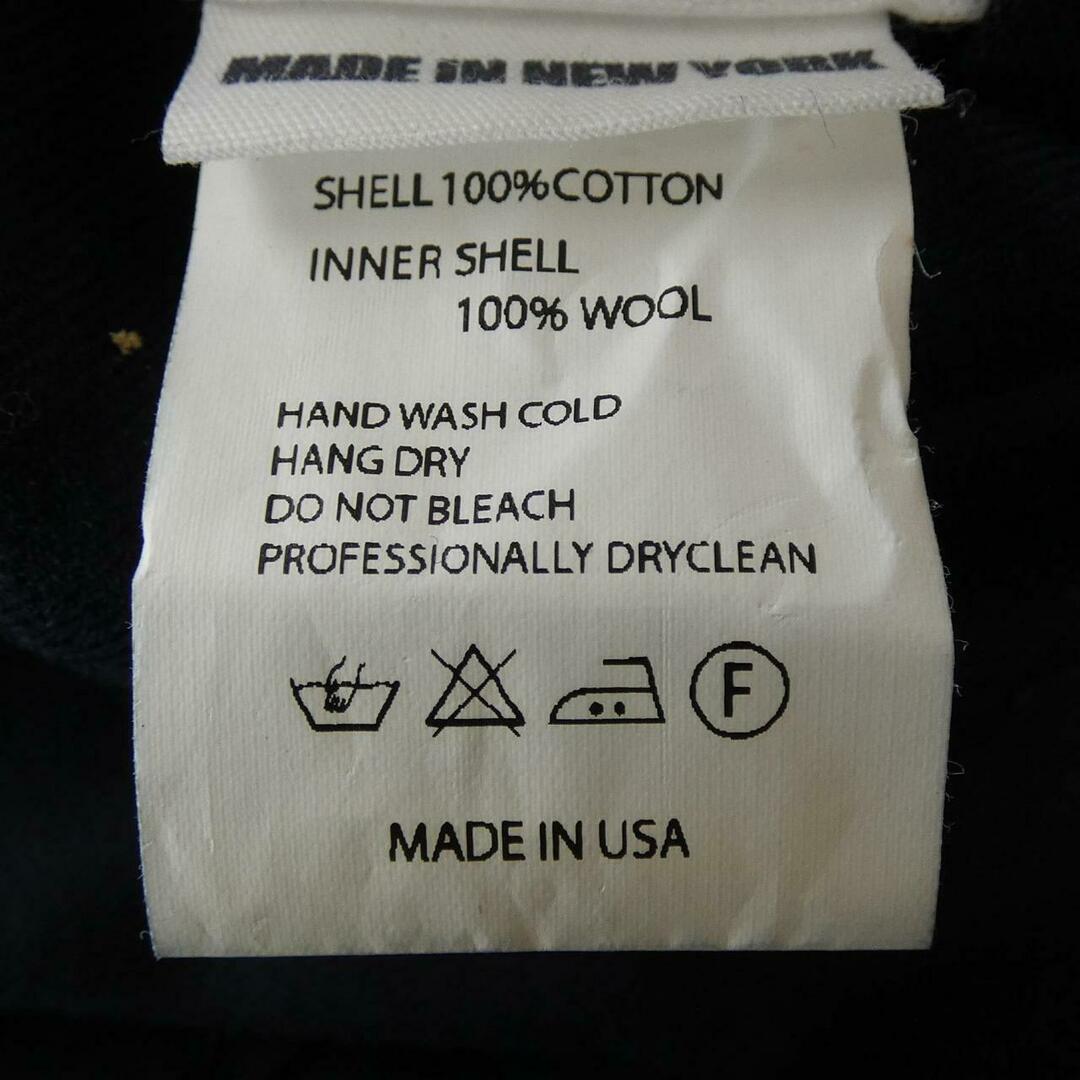 MADE IN NEW YORK
SHELL 100% COTTON
INNER SHELL
100% WOOL
HAND WASH COLD
HANG DRY
DO NOT BLEACH
PROFESSIONALLY DRYCLEAN
F
MADE IN USA